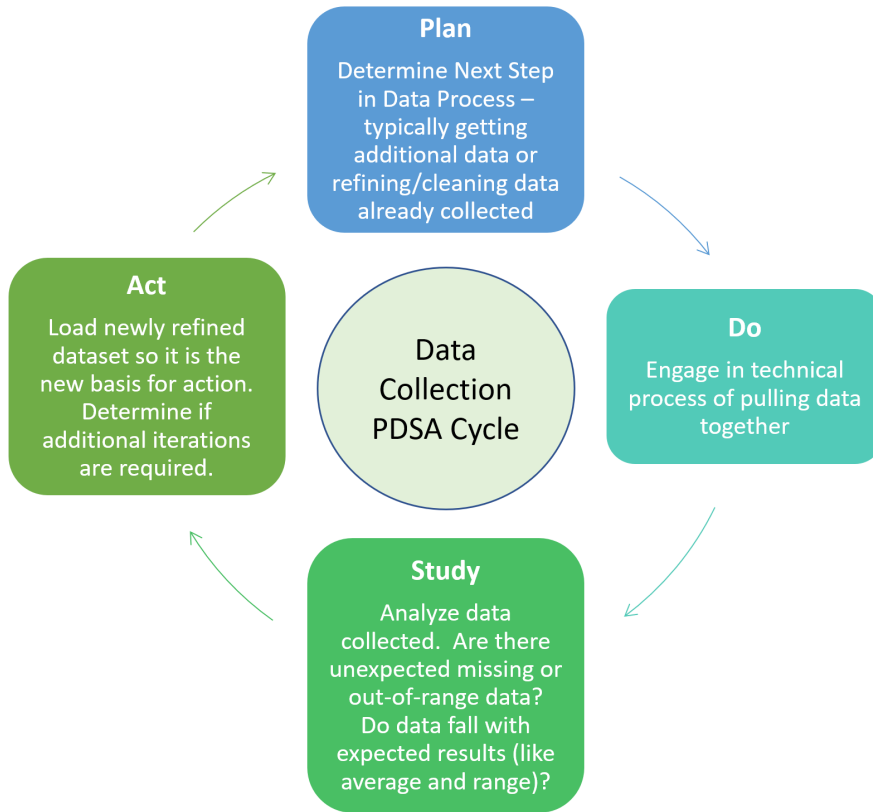 Plan
Determine Next Step
in Data Process –
typically getting
additional data or
refining/cleaning data
already collected
Act
Load newly refined
dataset so it is the
new basis for action.
Determine if
additional iterations
are required.
Data
Collection
PDSA Cycle
Do
Engage in technical
process of pulling data
together
Study
Analyze data
collected.  Are there
unexpected missing or
out-of-range data?
Do data fall with
expected results (like
average and range)?